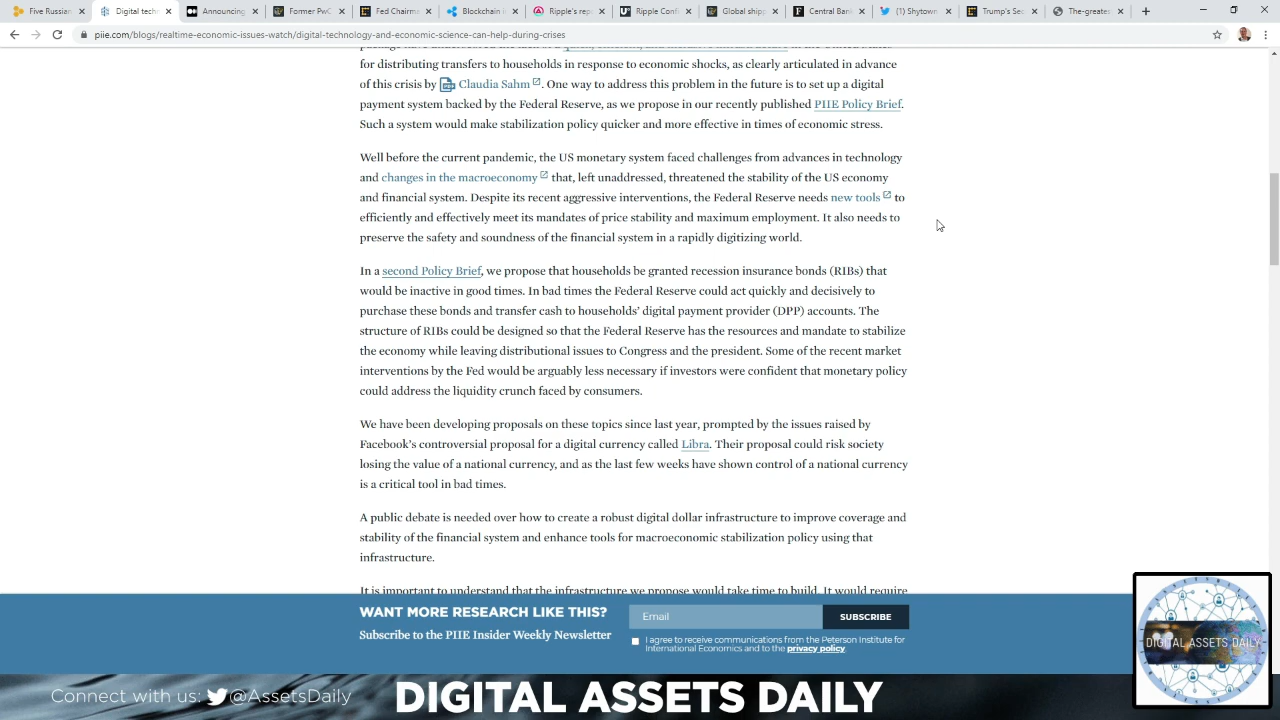 Five Russian
Digital tech
Announcing
Former PwC
Fed Chairma
Blockchain i
Ripple's rep
Ripple Conf
Global ship
Central Bank
(1) Shytown
Trump's Sec
The-greates
piie.com/blogs/realtime-economic-issues-watch/digital-technology-and-economic-science-can-help-during-crises
for distributing transfers to households in response to economic shocks, as clearly articulated in advance
of this crisis by Claudia Sahm. One way to address this problem in the future is to set up a digital
payment system backed by the Federal Reserve, as we propose in our recently published PIIE Policy Brief.
Such a system would make stabilization policy quicker and more effective in times of economic stress.
Well before the current pandemic, the US monetary system faced challenges from advances in technology
and changes in the macroeconomy that, left unaddressed, threatened the stability of the US economy
and financial system. Despite its recent aggressive interventions, the Federal Reserve needs new tools to
efficiently and effectively meet its mandates of price stability and maximum employment. It also needs to
preserve the safety and soundness of the financial system in a rapidly digitizing world.
In a second Policy Brief, we propose that households be granted recession insurance bonds (RIBs) that
would be inactive in good times. In bad times the Federal Reserve could act quickly and decisively to
purchase these bonds and transfer cash to households' digital payment provider (DPP) accounts. The
structure of RIBs could be designed so that the Federal Reserve has the resources and mandate to stabilize
the economy while leaving distributional issues to Congress and the president. Some of the recent market
interventions by the Fed would be arguably less necessary if investors were confident that monetary policy
could address the liquidity crunch faced by consumers.
We have been developing proposals on these topics since last year, prompted by the issues raised by
Facebook's controversial proposal for a digital currency called Libra. Their proposal could risk society
losing the value of a national currency, and as the last few weeks have shown control of a national currency
is a critical tool in bad times.
A public debate is needed over how to create a robust digital dollar infrastructure to improve coverage and
stability of the financial system and enhance tools for macroeconomic stabilization policy using that
infrastructure.
It is important to understand that the infrastructure we propose would take time to build. It would require
WANT MORE RESEARCH LIKE THIS?
Subscribe to the PIIE Insider Weekly Newsletter
Email
SUBSCRIBE
I agree to receive communications from the Peterson Institute for
International Economics and to the privacy policy.
DIGITAL ASSETS DAILY
Connect with us: @AssetsDaily
DIGITAL ASSETS DAILY